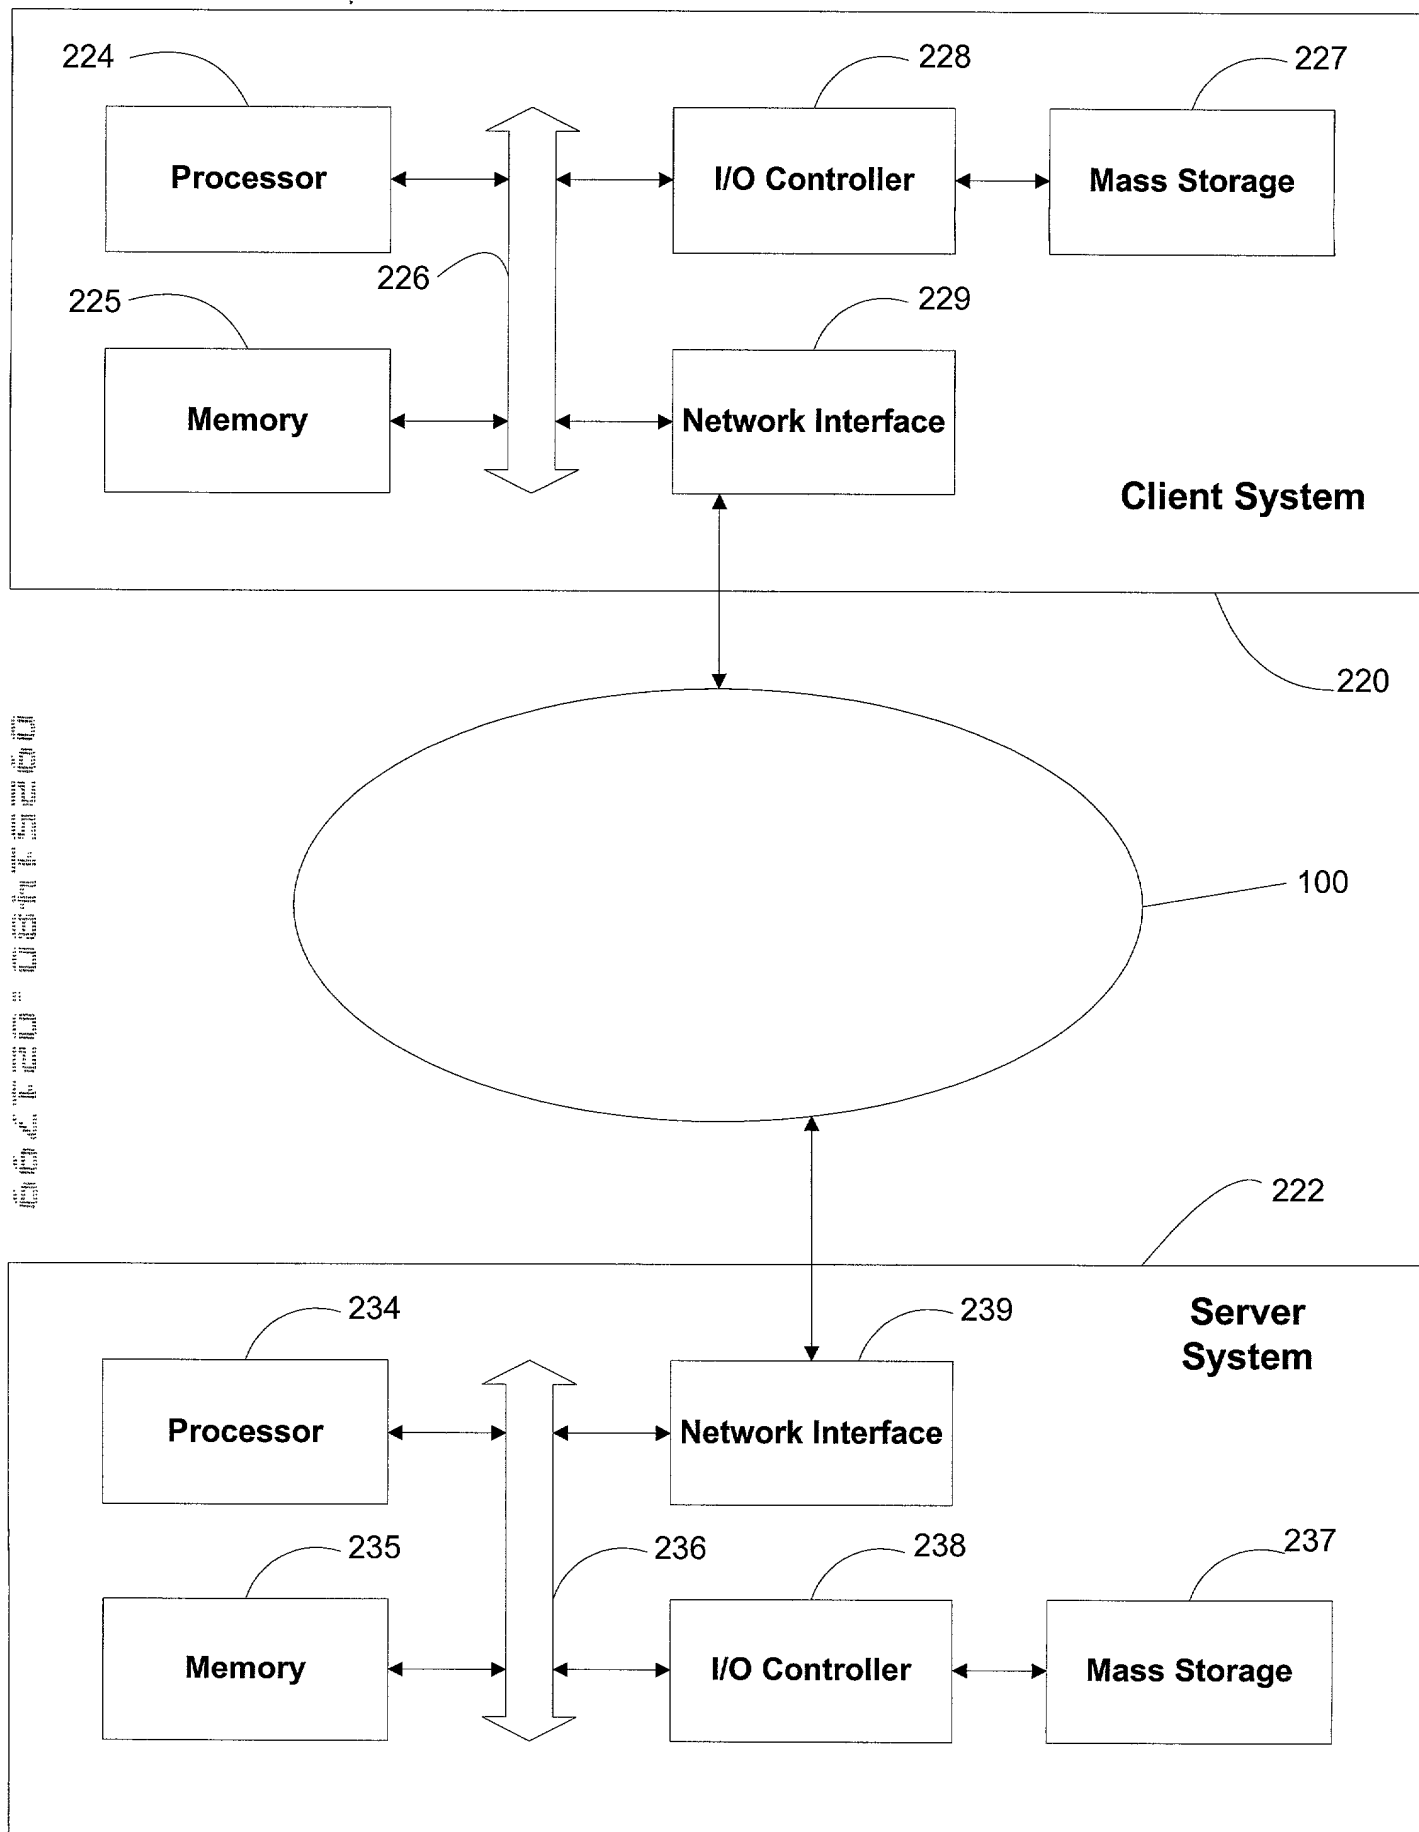 224
228
227
Processor
I/O Controller
Mass Storage
226
225
229
Memory
Network Interface
Client System
220
100
222
234
239
Server
System
Processor
Network Interface
235
236
238
237
Memory
I/O Controller
Mass Storage